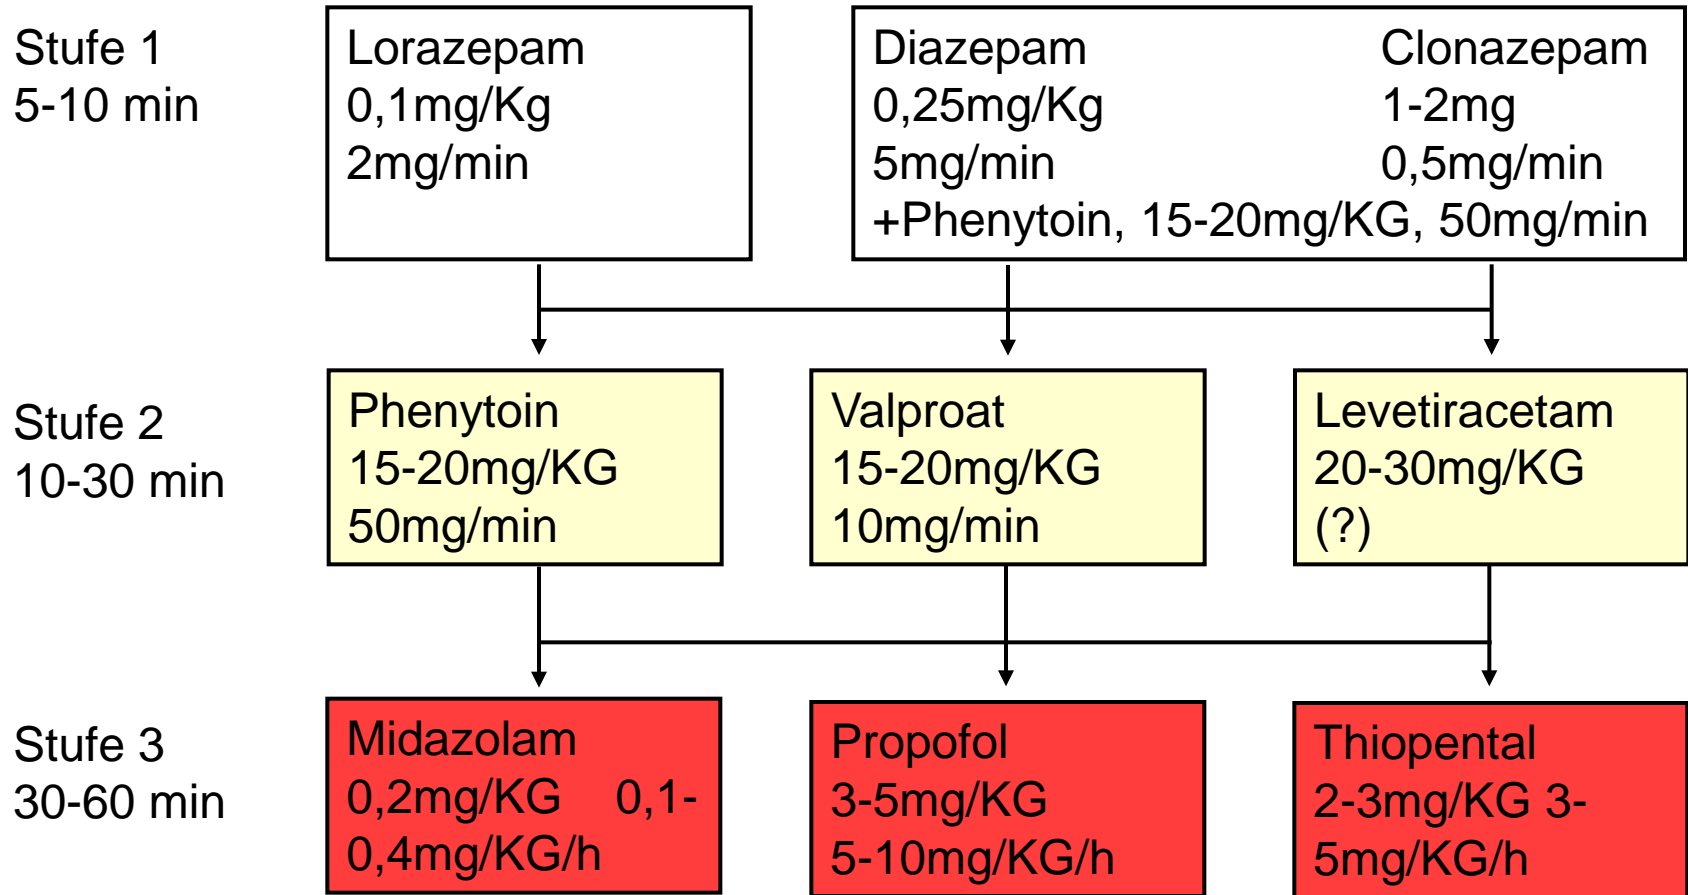 Stufe 1
5-10 min
Lorazepam
0,1mg/Kg
2mg/min
Diazepam Clonazepam
0,25mg/Kg 1-2mg
5mg/min 0,5mg/min
+Phenytoin, 15-20mg/KG, 50mg/min
Stufe 2
10-30 min
Phenytoin
15-20mg/KG
50mg/min
Valproat
15-20mg/KG
10mg/min
Levetiracetam
20-30mg/KG
(?)
Stufe 3
30-60 min
Midazolam
0,2mg/KG 0,1-
0,4mg/KG/h
Propofol
3-5mg/KG
5-10mg/KG/h
Thiopental
2-3mg/KG 3-
5mg/KG/h